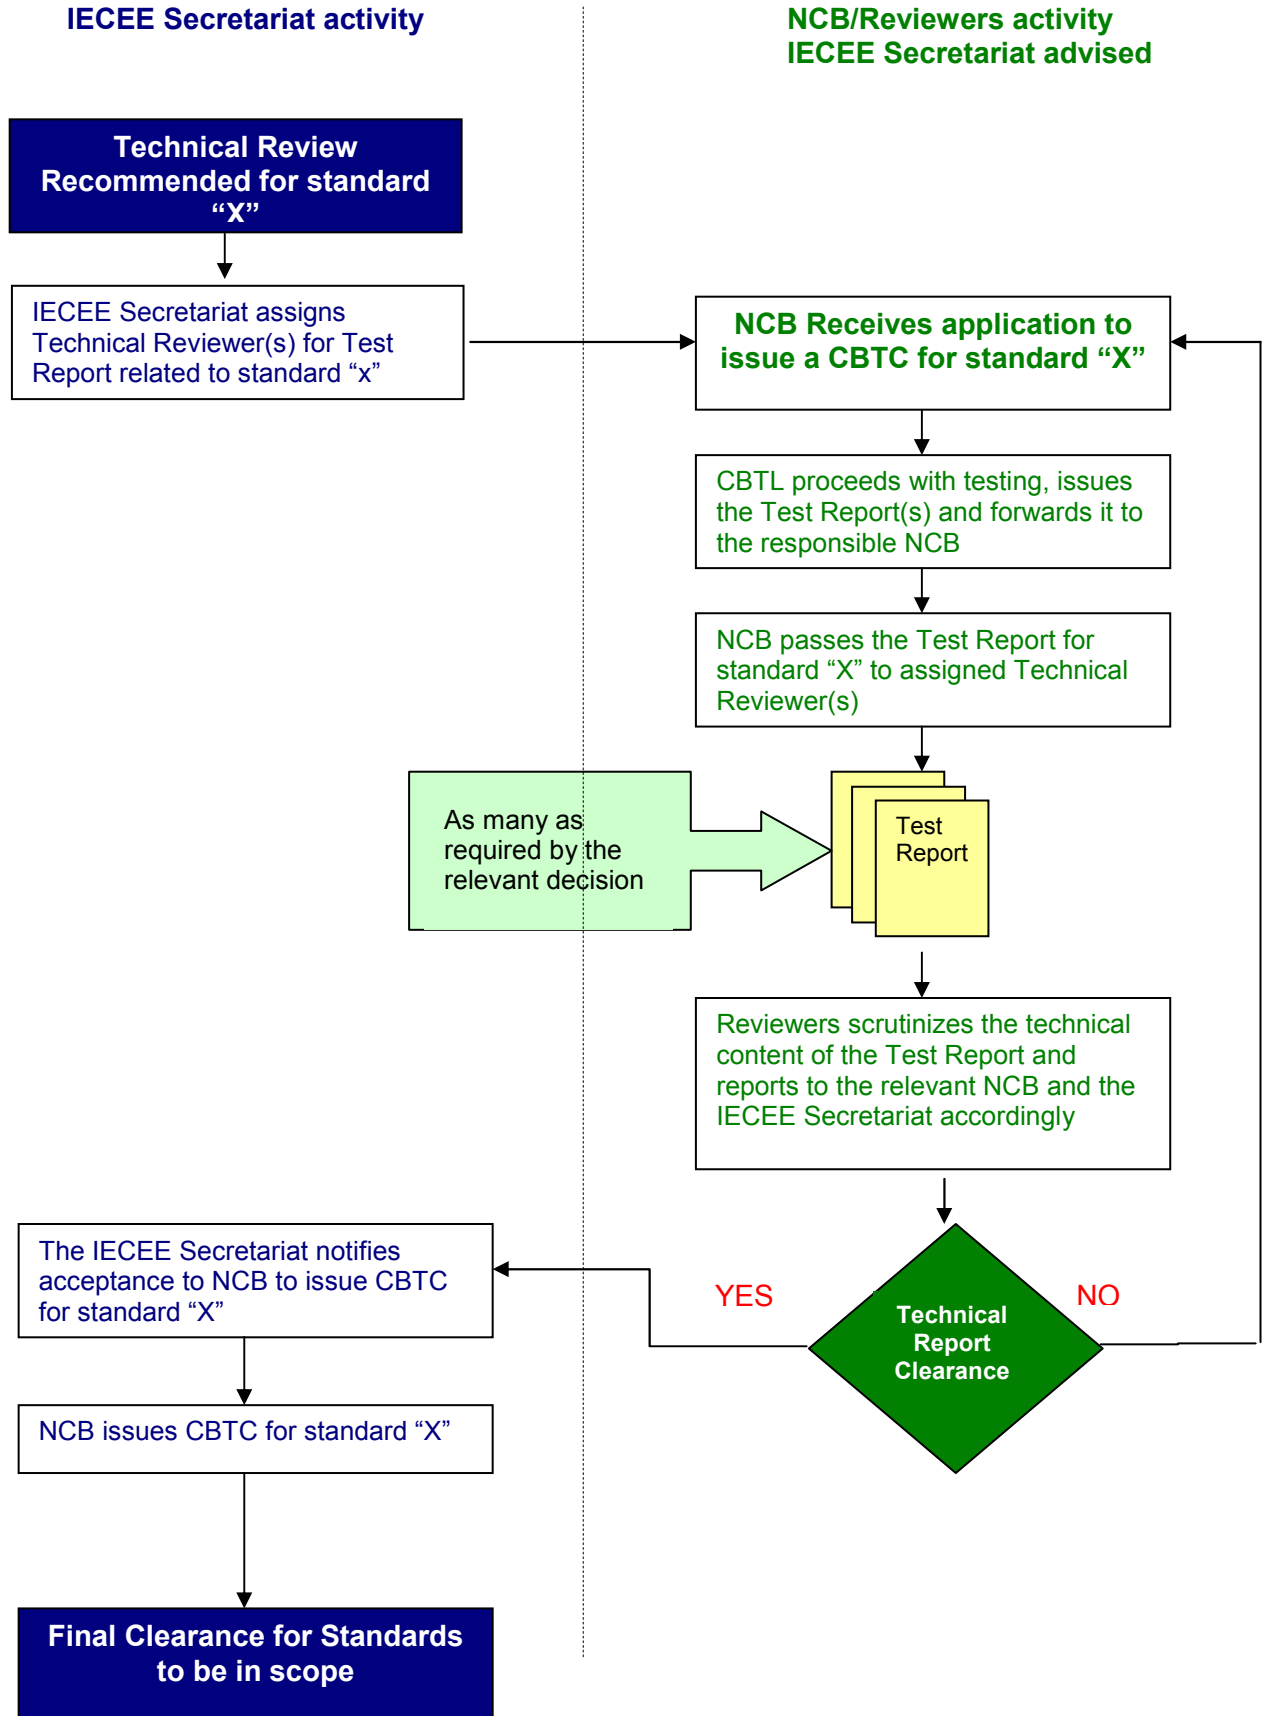 IECEE Secretariat activity
NCB/Reviewers activity
IECEE Secretariat advised
Technical Review
Recommended for standard
“X”
IECEE Secretariat assigns
Technical Reviewer(s) for Test
Report related to standard “x”
NCB Receives application to
issue a CBTC for standard “X”
CBTL proceeds with testing, issues
the Test Report(s) and forwards it to
the responsible NCB
NCB passes the Test Report for
standard “X” to assigned Technical
Reviewer(s)
As many as
required by the
relevant decision
Test
Report
Reviewers scrutinizes the technical
content of the Test Report and
reports to the relevant NCB and the
IECEE Secretariat accordingly
The IECEE Secretariat notifies
acceptance to NCB to issue CBTC
for standard “X”
YES
NO
Technical
Report
Clearance
NCB issues CBTC for standard “X”
Final Clearance for Standards
to be in scope